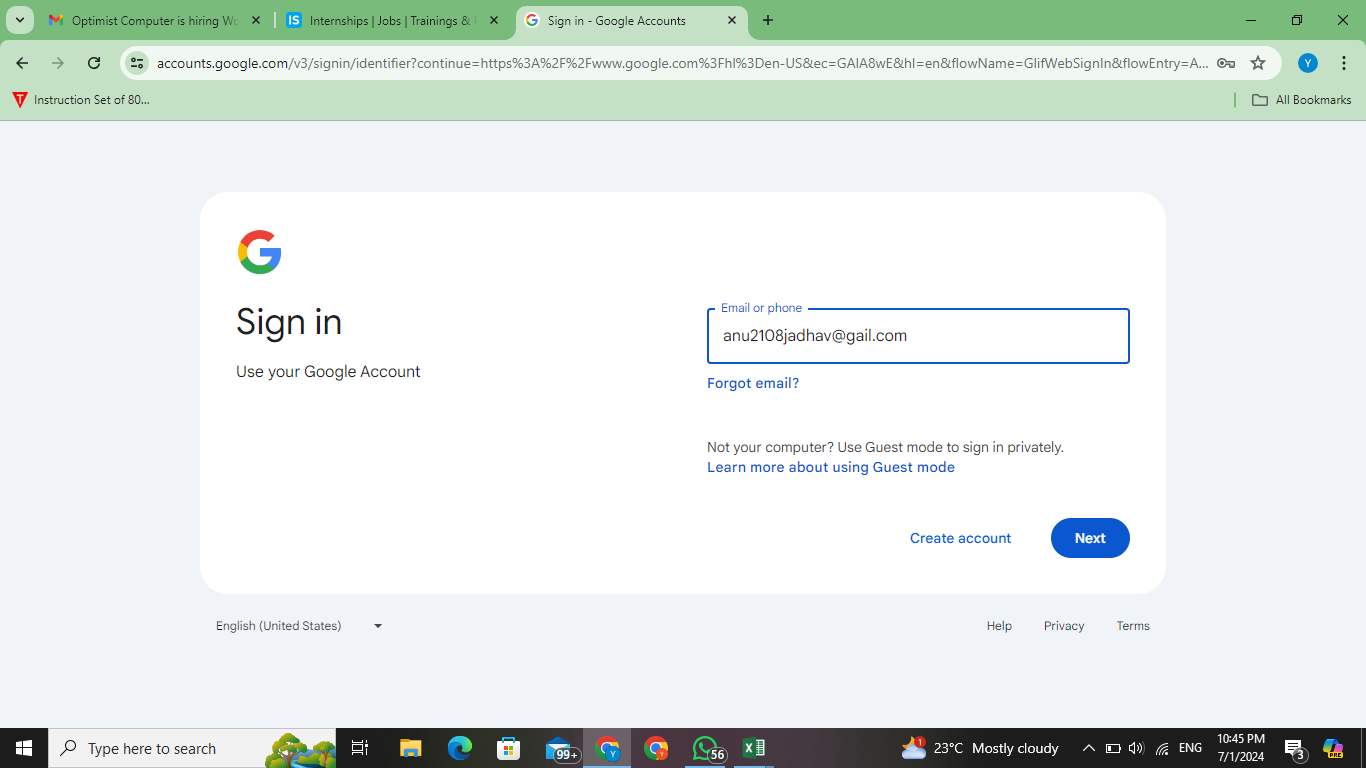 Optimist Computer is hiring Wo
Internships | Jobs | Trainings &
Sign in - Google Accounts
accounts.google.com/v3/signin/identifier?continue=https%3A%2F%2Fwww.google.com%3Fhl%3Den-US&ec=GAlA8wE&hl=en&flowName=GlifWebSignIn&flowEntry=A...
Y
Instruction Set of 80...
All Bookmarks
Sign in
Use your Google Account
Email or phone
anu2108jadhav@gail.com
Forgot email?
Not your computer? Use Guest mode to sign in privately.
Learn more about using Guest mode
Create account
Next
English (United States)
Help
Privacy
Terms
Type here to search
99+
Y
56
1
23°C Mostly cloudy
ENG
10:45 PM
7/1/2024
3
PRE